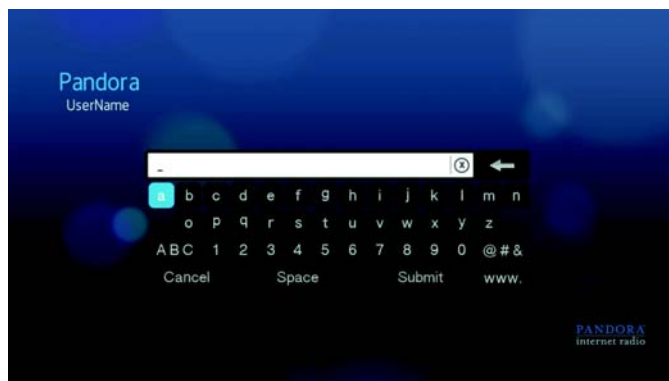 Pandora
UserName
_
a b c d e f g h i j k l m n
o p q r s t u v w x y z
ABC 1 2 3 4 5 6 7 8 9 0 @#&
Cancel Space Submit www.
PANDORA
internet radio